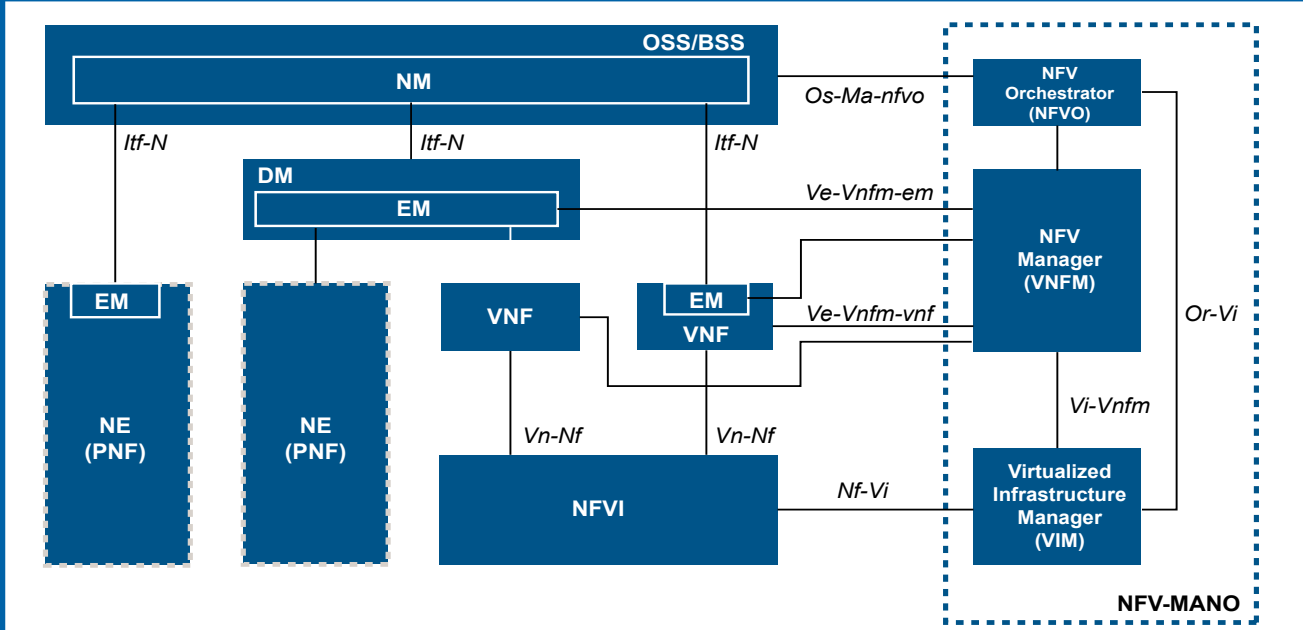 OSS/BSS
NM
NFV
Orchestrator
(NFVO)
Os-Ma-nfvo
Itf-N
Itf-N
Itf-N
DM
EM
Ve-Vnfm-em
NFV
Manager
(VNFM)
EM
VNF
EM
VNF
Ve-Vnfm-vnf
Or-Vi
NE
(PNF)
NE
(PNF)
Vi-Vnfm
Vn-Nf
Vn-Nf
NFVI
Nf-Vi
Virtualized
Infrastructure
Manager
(VIM)
NFV-MANO